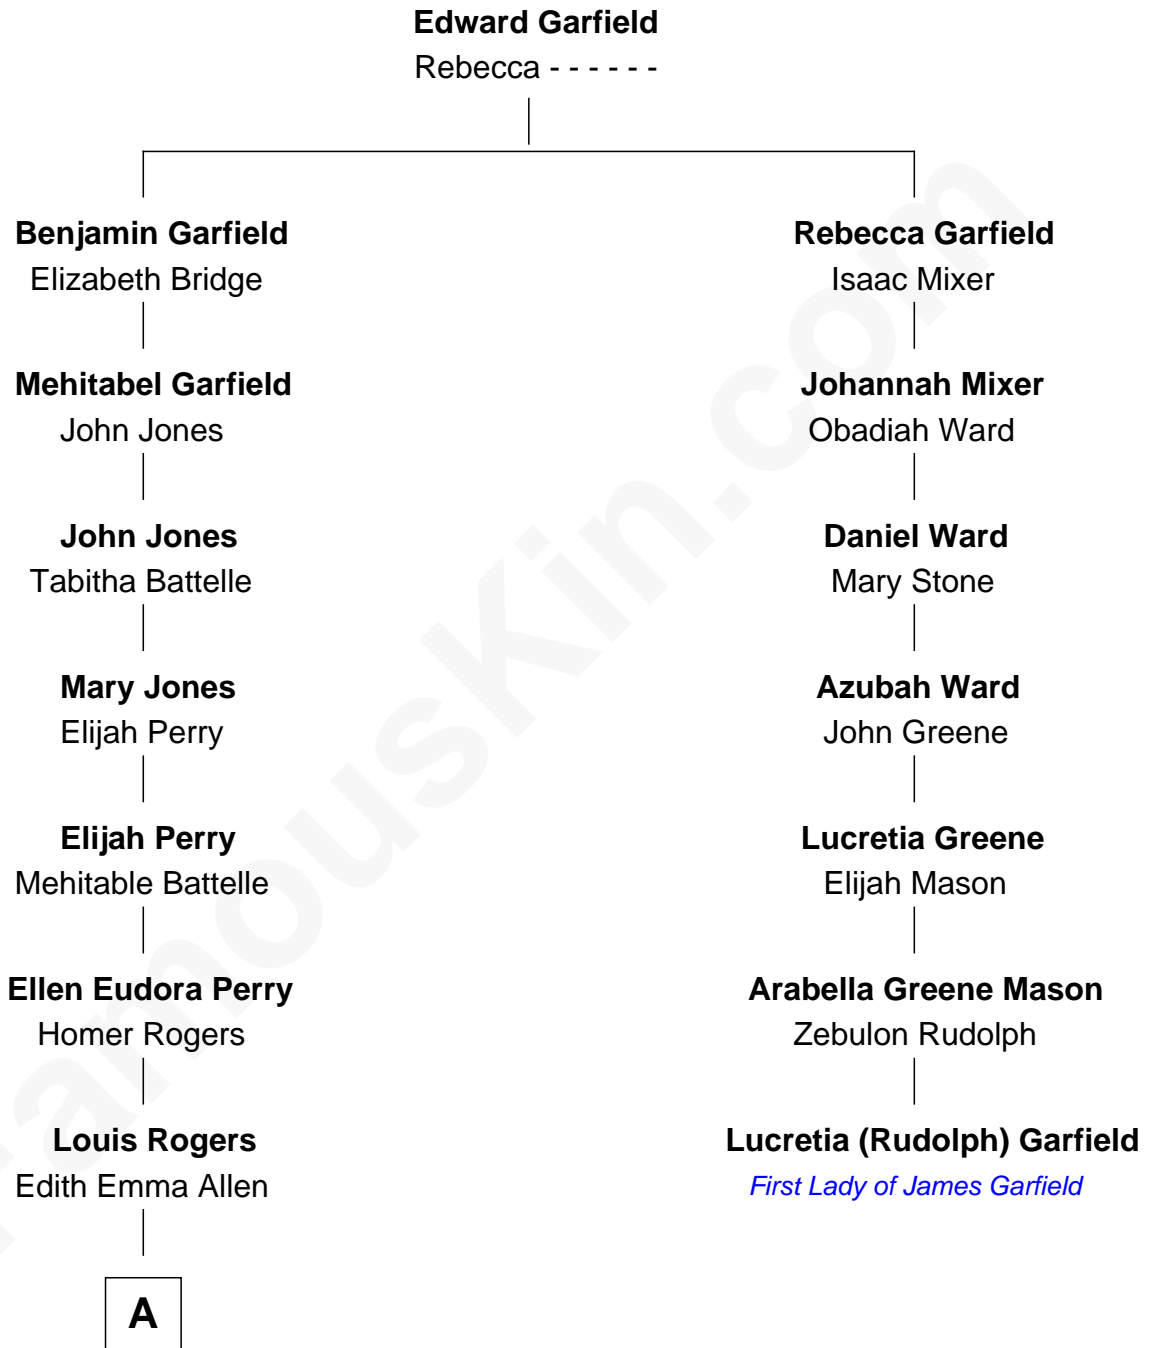 Edward Garfield
Rebecca - - - - - -
Benjamin Garfield
Elizabeth Bridge
Rebecca Garfield
Isaac Mixer
Mehitabel Garfield
John Jones
Johannah Mixer
Obadiah Ward
John Jones
Tabitha Battelle
Daniel Ward
Mary Stone
Mary Jones
Elijah Perry
Azubah Ward
John Greene
Elijah Perry
Mehitable Battelle
Lucretia Greene
Elijah Mason
Ellen Eudora Perry
Homer Rogers
Arabella Greene Mason
Zebulon Rudolph
Louis Rogers
Edith Emma Allen
Lucretia (Rudolph) Garfield
First Lady of James Garfield
A
FamousKin.com